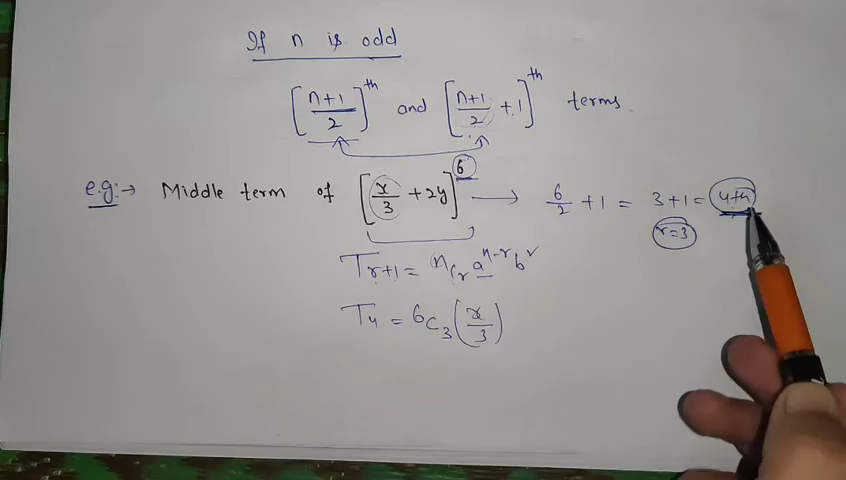 If n is odd
[n+1/2]th and [n+1/2 + 1]th terms.
e.g:→ Middle term of [x/3 + 2y]^6 → 6/2 + 1 = 3+1 = 4th
r=3
Tr+1 = nCr a^n-r b^r
T4 = 6C3 (x/3)